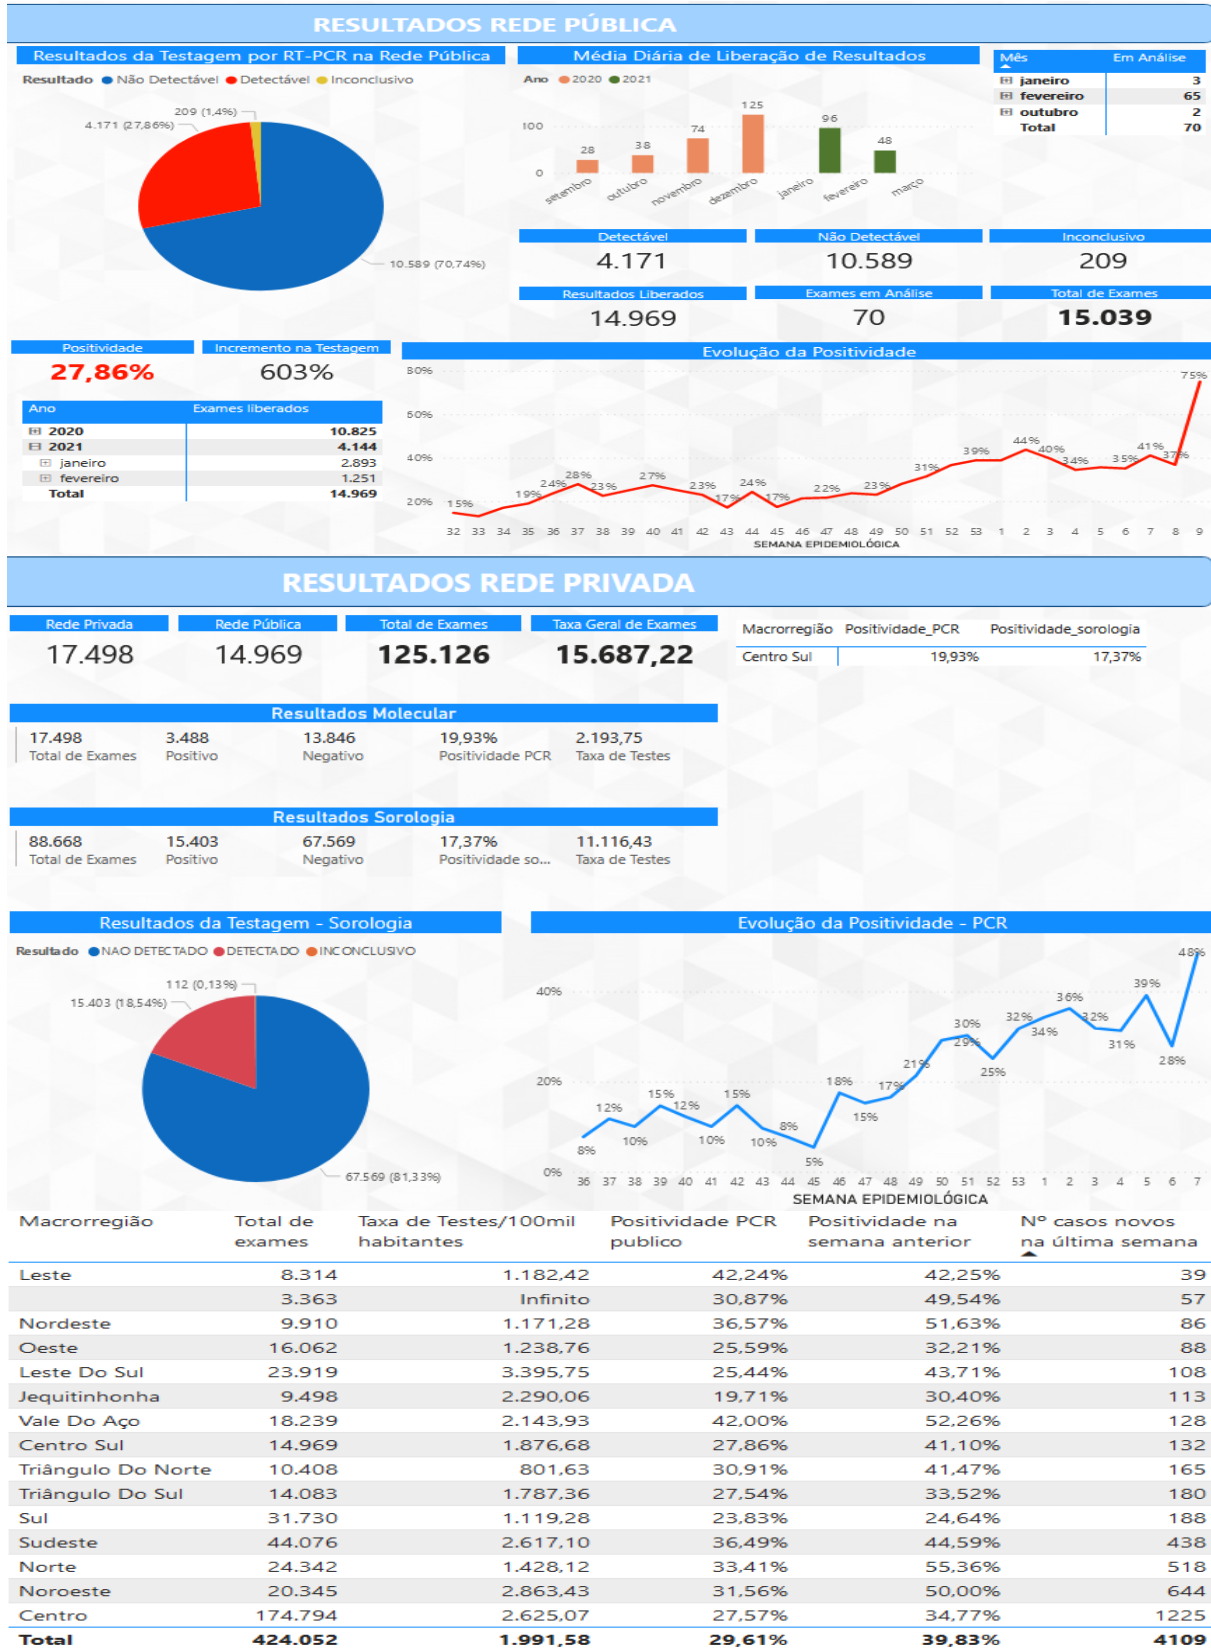 RESULTADOS REDE PÚBLICA
Resultados da Testagem por RT-PCR na Rede Pública
Resultado Não Detectável Detectável Inconclusivo
209 (1,4%)
4.171 (27,86%)
10.589 (70,74%)
Média Diária de Liberação de Resultados
Ano 2020 2021
100
0
28
38
74
125
96
48
setembro
outubro
novembro
dezembro
janeiro
fevereiro
março
Mês Em Análise
janeiro 3
fevereiro 65
outubro 2
Total 70
Detectável Não Detectável Inconclusivo
4.171 10.589 209
Resultados Liberados Exames em Análise Total de Exames
14.969 70 15.039
Positividade Incremento na Testagem
27,86% 603%
Ano Exames liberados
2020 10.825
2021 4.144
janeiro 2.893
fevereiro 1.251
Total 14.969
Evolução da Positividade
80%
60%
40%
20%
15% 19% 24% 28% 23% 27% 23% 17% 24% 17% 22% 23% 31% 39% 44% 40% 34% 35% 41% 37% 75%
32 33 34 35 36 37 38 39 40 41 42 43 44 45 46 47 48 49 50 51 52 53 1 2 3 4 5 6 7 8 9
SEMANA EPIDEMIOLÓGICA
RESULTADOS REDE PRIVADA
Rede Privada Rede Pública Total de Exames Taxa Geral de Exames
17.498 14.969 125.126 15.687,22
Macrorregião Positividade_PCR Positividade_sorologia
Centro Sul 19,93% 17,37%
Resultados Molecular
17.498 3.488 13.846 19,93% 2.193,75
Total de Exames Positivo Negativo Positividade PCR Taxa de Testes
Resultados Sorologia
88.668 15.403 67.569 17,37% 11.116,43
Total de Exames Positivo Negativo Positividade so... Taxa de Testes
Resultados da Testagem - Sorologia
Resultado NAO DETECTADO DETECTADO INCONCLUSIVO
112 (0,13%)
15.403 (18,54%)
67.569 (81,33%)
Evolução da Positividade - PCR
40%
20%
0%
8% 12% 10% 15% 12% 10% 15% 10% 8% 5% 18% 15% 17% 21% 30% 29% 25% 32% 34% 36% 32% 31% 39% 28% 48%
36 37 38 39 40 41 42 43 44 45 46 47 48 49 50 51 52 53 1 2 3 4 5 6 7
SEMANA EPIDEMIOLÓGICA
Macrorregião Total de Taxa de Testes/100mil Positividade PCR Positividade na Nº casos novos
exames habitantes publico semana anterior na última semana
Leste 8.314 1.182,42 42,24% 42,25% 39
3.363 Infinito 30,87% 49,54% 57
Nordeste 9.910 1.171,28 36,57% 51,63% 86
Oeste 16.062 1.238,76 25,59% 32,21% 88
Leste Do Sul 23.919 3.395,75 25,44% 43,71% 108
Jequitinhonha 9.498 2.290,06 19,71% 30,40% 113
Vale Do Aço 18.239 2.143,93 42,00% 52,26% 128
Centro Sul 14.969 1.876,68 27,86% 41,10% 132
Triângulo Do Norte 10.408 801,63 30,91% 41,47% 165
Triângulo Do Sul 14.083 1.787,36 27,54% 33,52% 180
Sul 31.730 1.119,28 23,83% 24,64% 188
Sudeste 44.076 2.617,10 36,49% 44,59% 438
Norte 24.342 1.428,12 33,41% 55,36% 518
Noroeste 20.345 2.863,43 31,56% 50,00% 644
Centro 174.794 2.625,07 27,57% 34,77% 1225
Total 424.052 1.991,58 29,61% 39,83% 4109